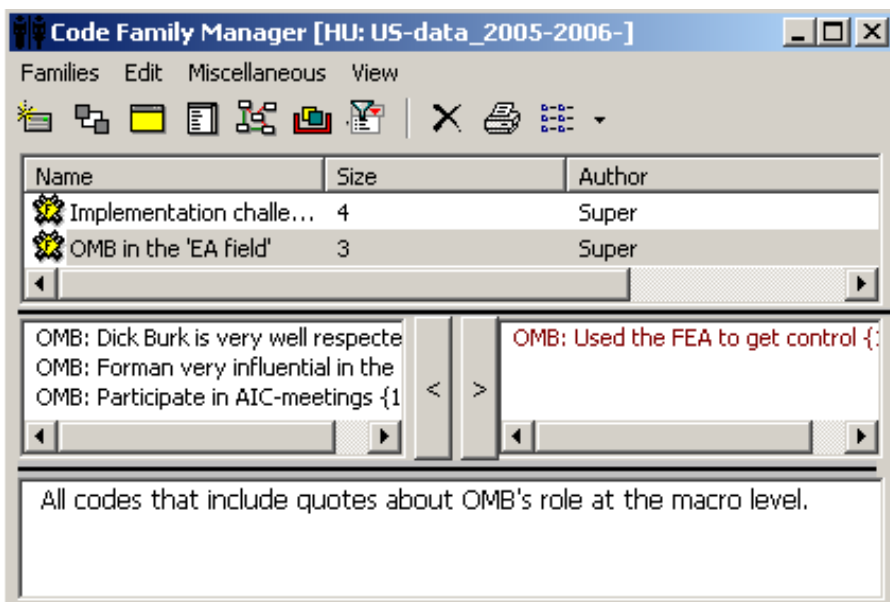 Code Family Manager [HU: US-data_2005-2006-]
Families Edit Miscellaneous View
Name Size Author
Implementation challe... 4 Super
OMB in the 'EA field' 3 Super
OMB: Dick Burk is very well respecte
OMB: Forman very influential in the
OMB: Participate in AIC-meetings {1
< >
OMB: Used the FEA to get control {
All codes that include quotes about OMB's role at the macro level.